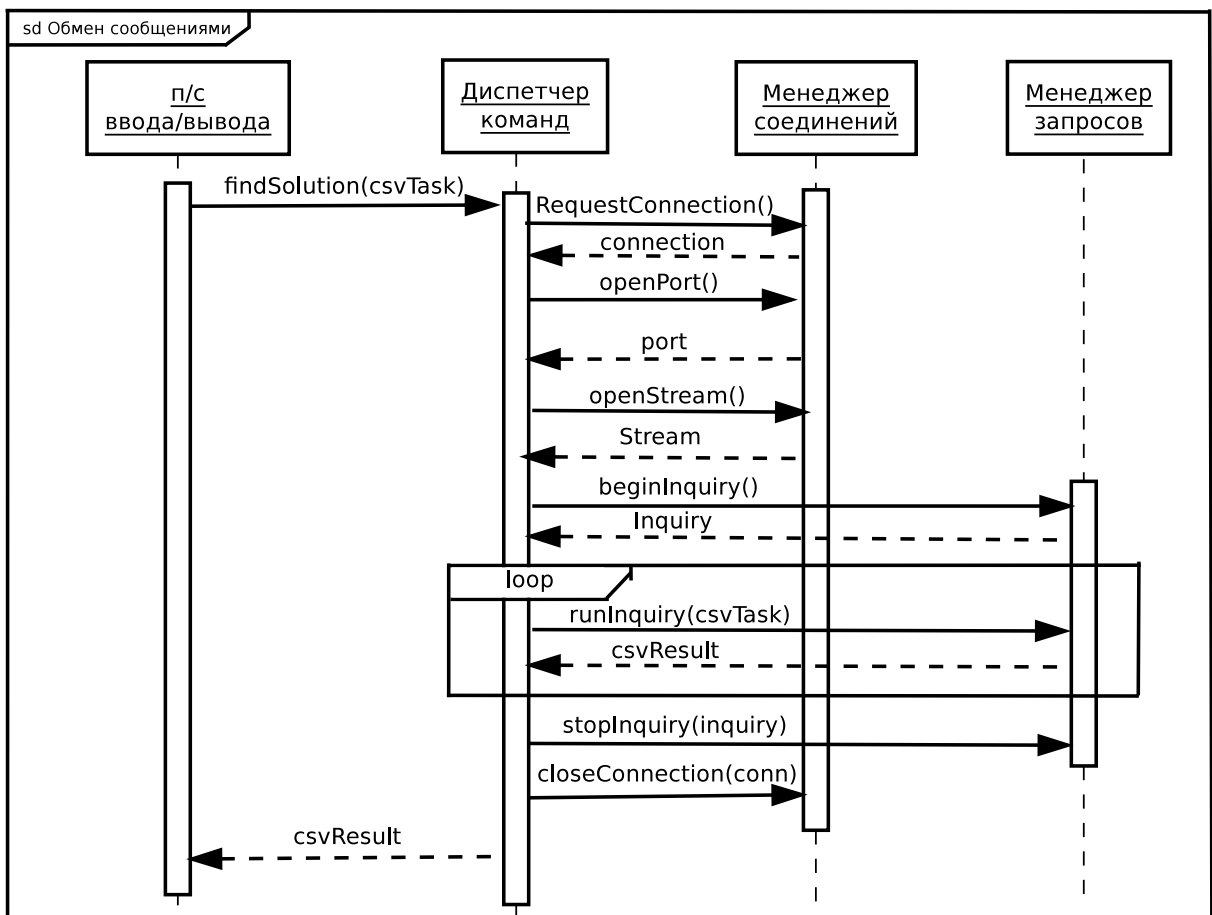 sd Обмен сообщениями
п/с
ввода/вывода
Диспетчер
команд
Менеджер
соединений
Менеджер
запросов
findSolution(csvTask)
RequestConnection()
connection
openPort()
port
openStream()
Stream
beginInquiry()
Inquiry
loop
runInquiry(csvTask)
csvResult
stopInquiry(inquiry)
closeConnection(conn)
csvResult